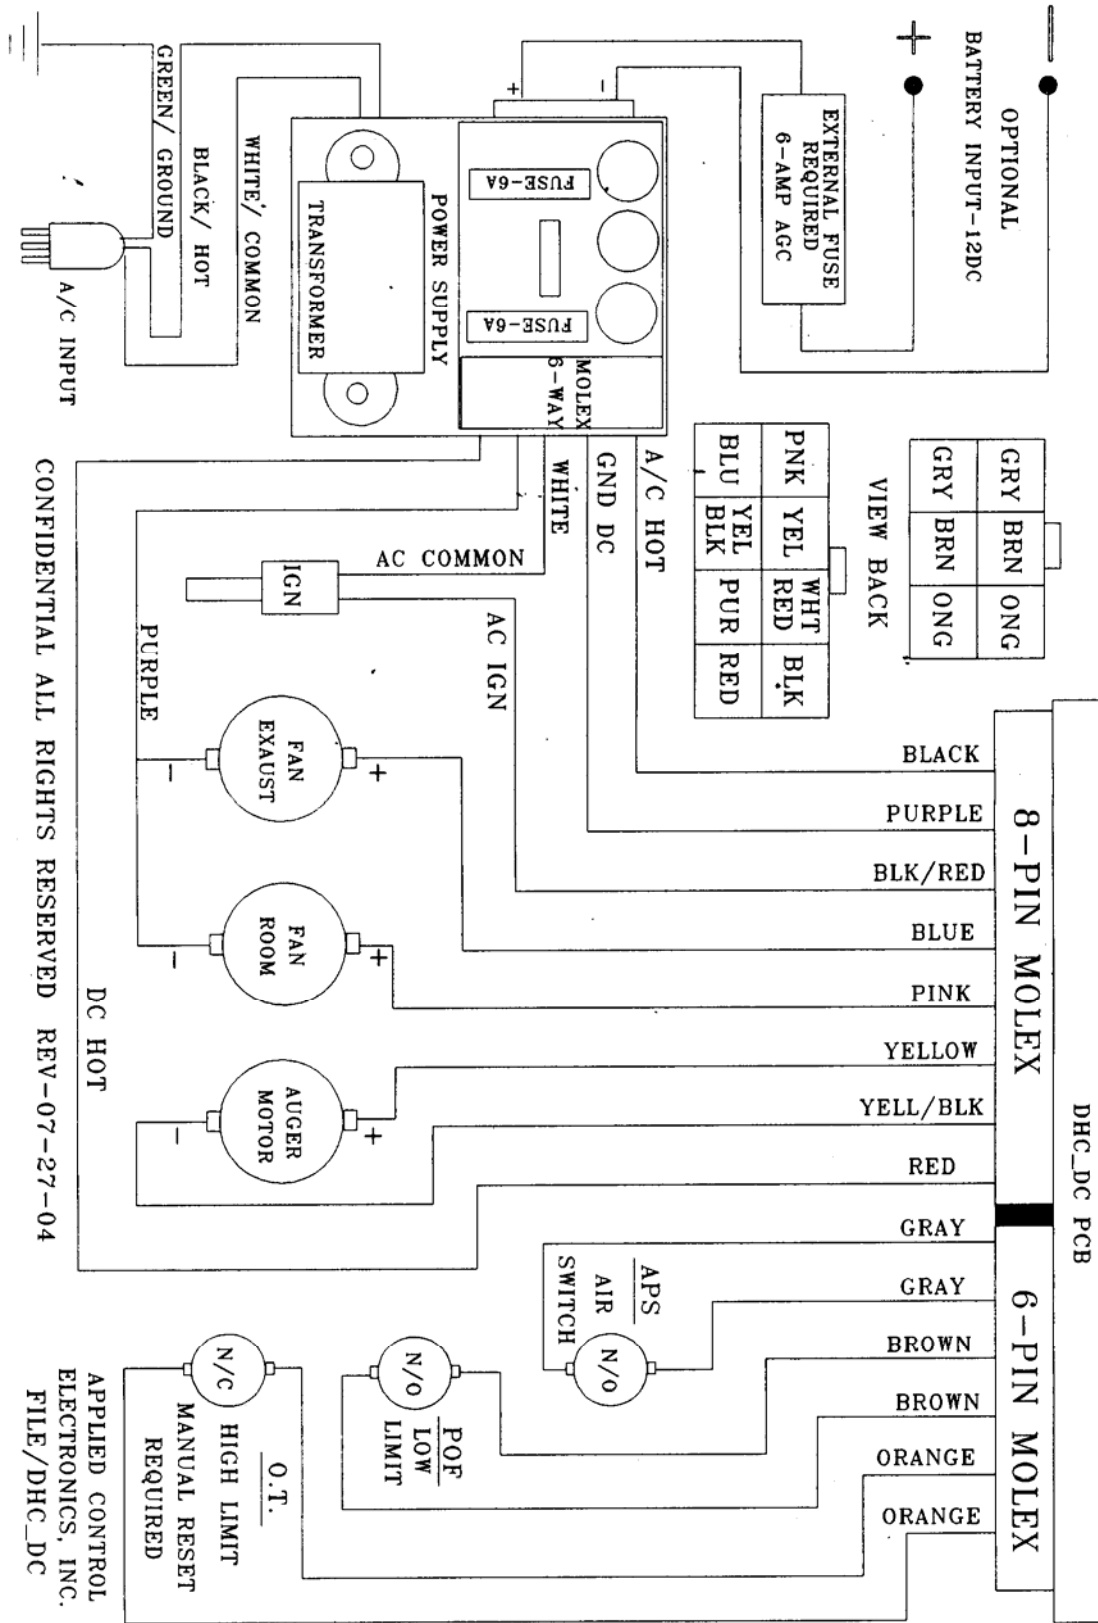 OPTIONAL
BATTERY INPUT-12DC
+
−
EXTERNAL FUSE
REQUIRED
6-AMP AGC
+
-
GREEN/ GROUND
BLACK/ HOT
WHITE/ COMMON
A/C INPUT
POWER SUPPLY
TRANSFORMER
FUSE-6A
FUSE-6A
MOLEX
6-WAY
A/C HOT
GND DC
WHITE
AC COMMON
AC IGN
IGN
PURPLE
DC HOT
GRY BRN ONG
GRY BRN ONG
VIEW BACK
PNK YEL WHT RED BLK
BLU YEL BLK PUR RED
FAN
EXAUST
+
-
FAN
ROOM
+
-
AUGER
MOTOR
+
-
BLACK
PURPLE
BLK/RED
BLUE
PINK
YELLOW
YELL/BLK
RED
GRAY
GRAY
BROWN
BROWN
ORANGE
ORANGE
8-PIN MOLEX
6-PIN MOLEX
DHC_DC PCB
APS
AIR
SWITCH
N/O
POF
LOW
LIMIT
N/O
O.T.
HIGH LIMIT
MANUAL RESET
REQUIRED
N/C
CONFIDENTIAL ALL RIGHTS RESERVED REV-07-27-04
APPLIED CONTROL
ELECTRONICS, INC.
FILE/DHC_DC